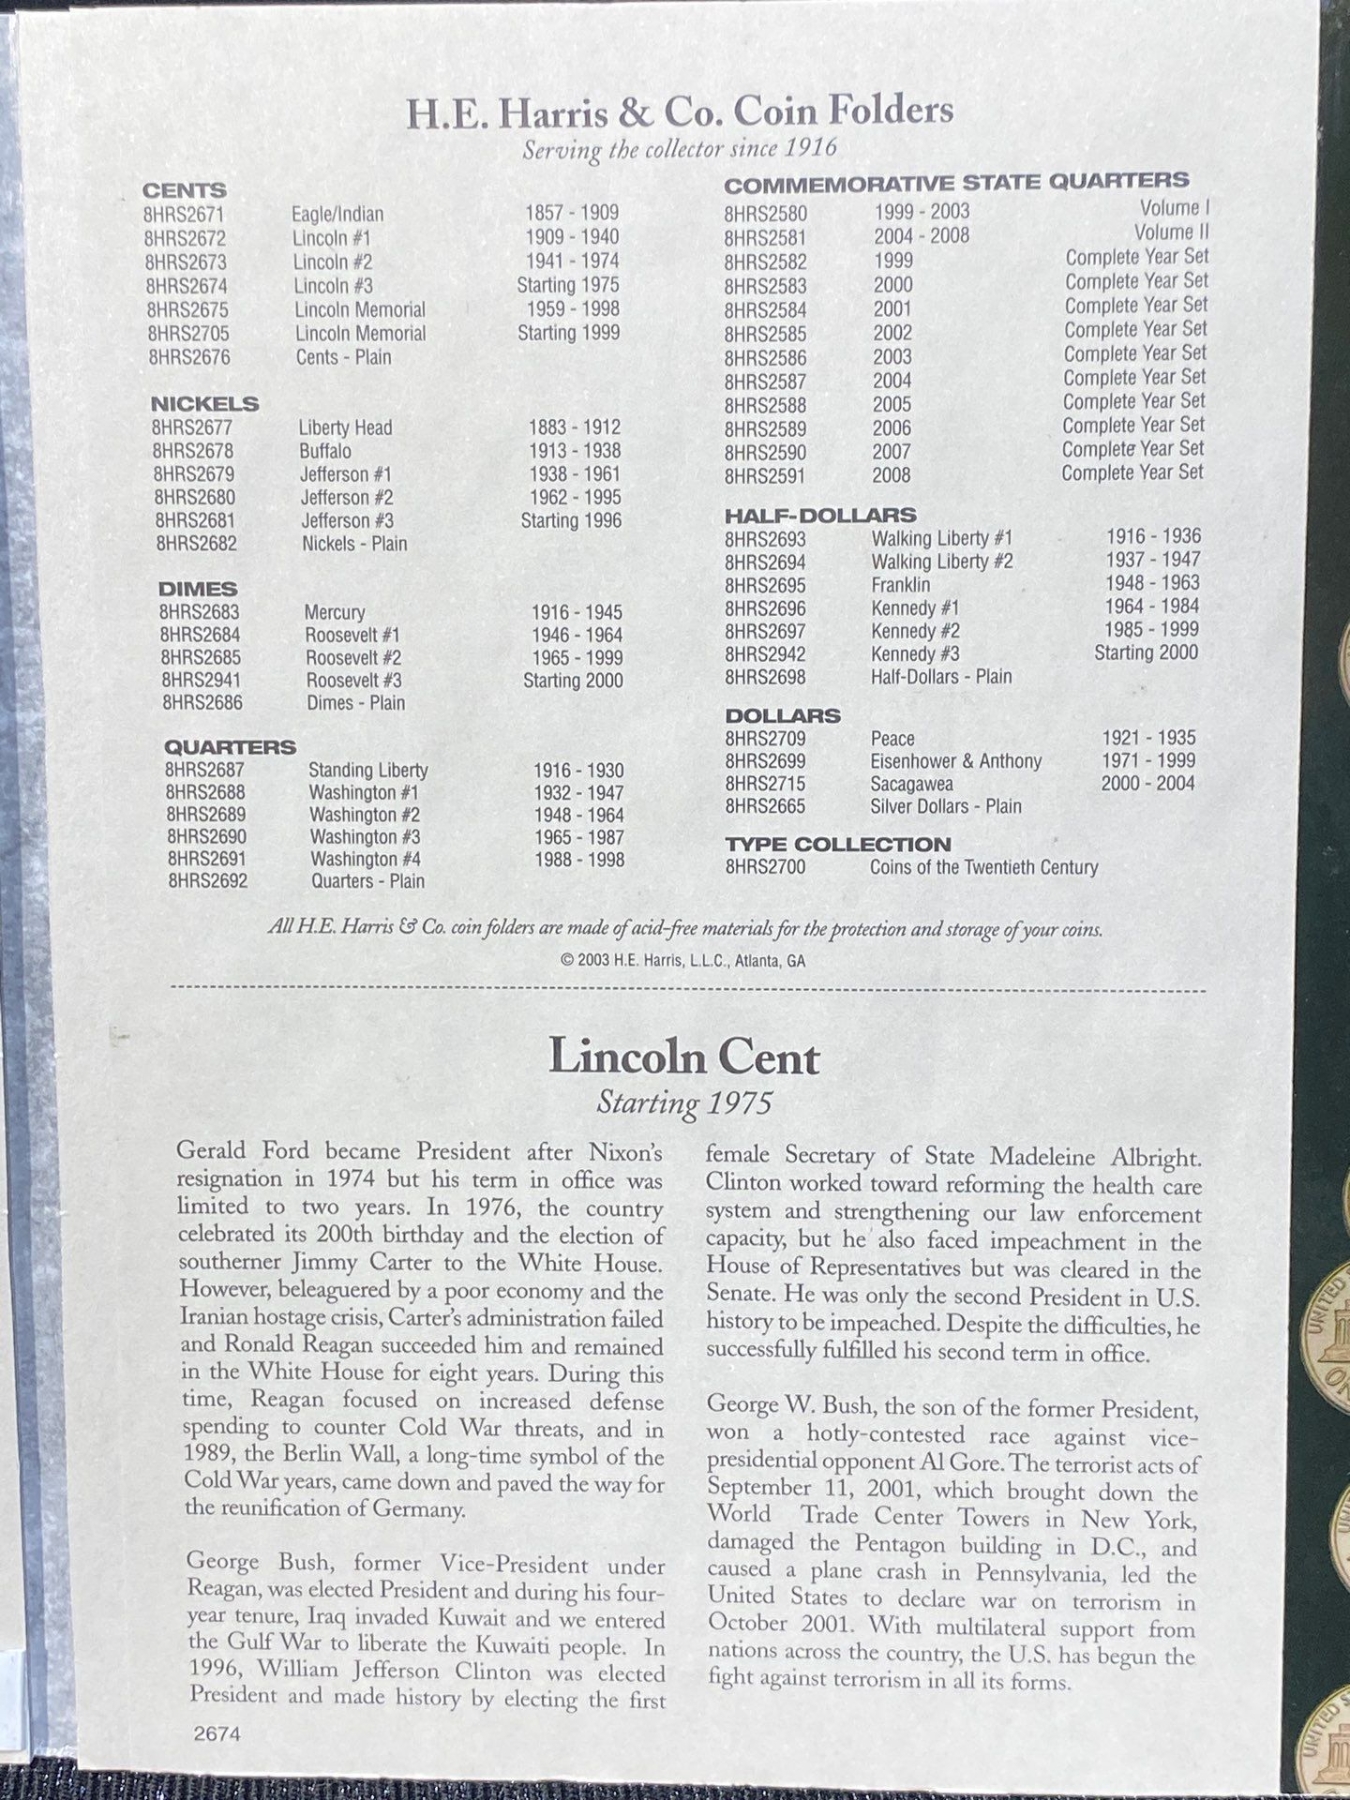 H.E. Harris & Co. Coin Folders
Serving the collector since 1916
CENTS
8HRS2671 Eagle/Indian 1857 - 1909
8HRS2672 Lincoln #1 1909 - 1940
8HRS2673 Lincoln #2 1941 - 1974
8HRS2674 Lincoln #3 Starting 1975
8HRS2675 Lincoln Memorial 1959 - 1998
8HRS2705 Lincoln Memorial Starting 1999
8HRS2676 Cents - Plain
NICKELS
8HRS2677 Liberty Head 1883 - 1912
8HRS2678 Buffalo 1913 - 1938
8HRS2679 Jefferson #1 1938 - 1961
8HRS2680 Jefferson #2 1962 - 1995
8HRS2681 Jefferson #3 Starting 1996
8HRS2682 Nickels - Plain
DIMES
8HRS2683 Mercury 1916 - 1945
8HRS2684 Roosevelt #1 1946 - 1964
8HRS2685 Roosevelt #2 1965 - 1999
8HRS2941 Roosevelt #3 Starting 2000
8HRS2686 Dimes - Plain
QUARTERS
8HRS2687 Standing Liberty 1916 - 1930
8HRS2688 Washington #1 1932 - 1947
8HRS2689 Washington #2 1948 - 1964
8HRS2690 Washington #3 1965 - 1987
8HRS2691 Washington #4 1988 - 1998
8HRS2692 Quarters - Plain
COMMEMORATIVE STATE QUARTERS
8HRS2580 1999 - 2003 Volume I
8HRS2581 2004 - 2008 Volume II
8HRS2582 1999 Complete Year Set
8HRS2583 2000 Complete Year Set
8HRS2584 2001 Complete Year Set
8HRS2585 2002 Complete Year Set
8HRS2586 2003 Complete Year Set
8HRS2587 2004 Complete Year Set
8HRS2588 2005 Complete Year Set
8HRS2589 2006 Complete Year Set
8HRS2590 2007 Complete Year Set
8HRS2591 2008 Complete Year Set
HALF-DOLLARS
8HRS2693 Walking Liberty #1 1916 - 1936
8HRS2694 Walking Liberty #2 1937 - 1947
8HRS2695 Franklin 1948 - 1963
8HRS2696 Kennedy #1 1964 - 1984
8HRS2697 Kennedy #2 1985 - 1999
8HRS2942 Kennedy #3 Starting 2000
8HRS2698 Half-Dollars - Plain
DOLLARS
8HRS2709 Peace 1921 - 1935
8HRS2699 Eisenhower & Anthony 1971 - 1999
8HRS2715 Sacagawea 2000 - 2004
8HRS2665 Silver Dollars - Plain
TYPE COLLECTION
8HRS2700 Coins of the Twentieth Century
All H.E. Harris & Co. coin folders are made of acid-free materials for the protection and storage of your coins.
© 2003 H.E. Harris, L.L.C., Atlanta, GA
Lincoln Cent
Starting 1975
Gerald Ford became President after Nixon's
resignation in 1974 but his term in office was
limited to two years. In 1976, the country
celebrated its 200th birthday and the election of
southerner Jimmy Carter to the White House.
However, beleaguered by a poor economy and the
Iranian hostage crisis, Carter's administration failed
and Ronald Reagan succeeded him and remained
in the White House for eight years. During this
time, Reagan focused on increased defense
spending to counter Cold War threats, and in
1989, the Berlin Wall, a long-time symbol of the
Cold War years, came down and paved the way for
the reunification of Germany.
George Bush, former Vice-President under
Reagan, was elected President and during his four-
year tenure, Iraq invaded Kuwait and we entered
the Gulf War to liberate the Kuwaiti people. In
1996, William Jefferson Clinton was elected
President and made history by electing the first
2674
female Secretary of State Madeleine Albright.
Clinton worked toward reforming the health care
system and strengthening our law enforcement
capacity, but he also faced impeachment in the
House of Representatives but was cleared in the
Senate. He was only the second President in U.S.
history to be impeached. Despite the difficulties, he
successfully fulfilled his second term in office.
George W. Bush, the son of the former President,
won a hotly-contested race against vice-
presidential opponent Al Gore. The terrorist acts of
September 11, 2001, which brought down the
World Trade Center Towers in New York,
damaged the Pentagon building in D.C., and
caused a plane crash in Pennsylvania, led the
United States to declare war on terrorism in
October 2001. With multilateral support from
nations across the country, the U.S. has begun the
fight against terrorism in all its forms.
UNITED
UNITED